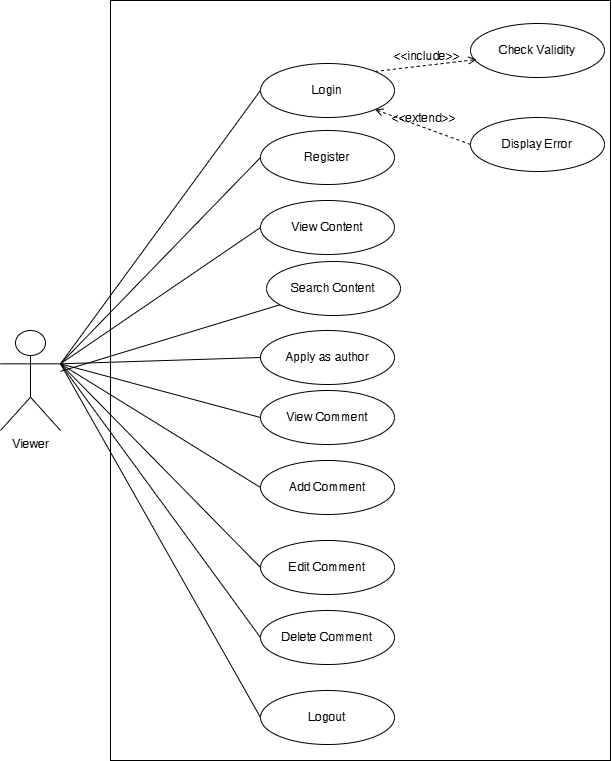 Check Validity
<<include>>
Login
<<extend>>
Display Error
Register
View Content
Search Content
Apply as author
View Comment
Viewer
Add Comment
Edit Comment
Delete Comment
Logout